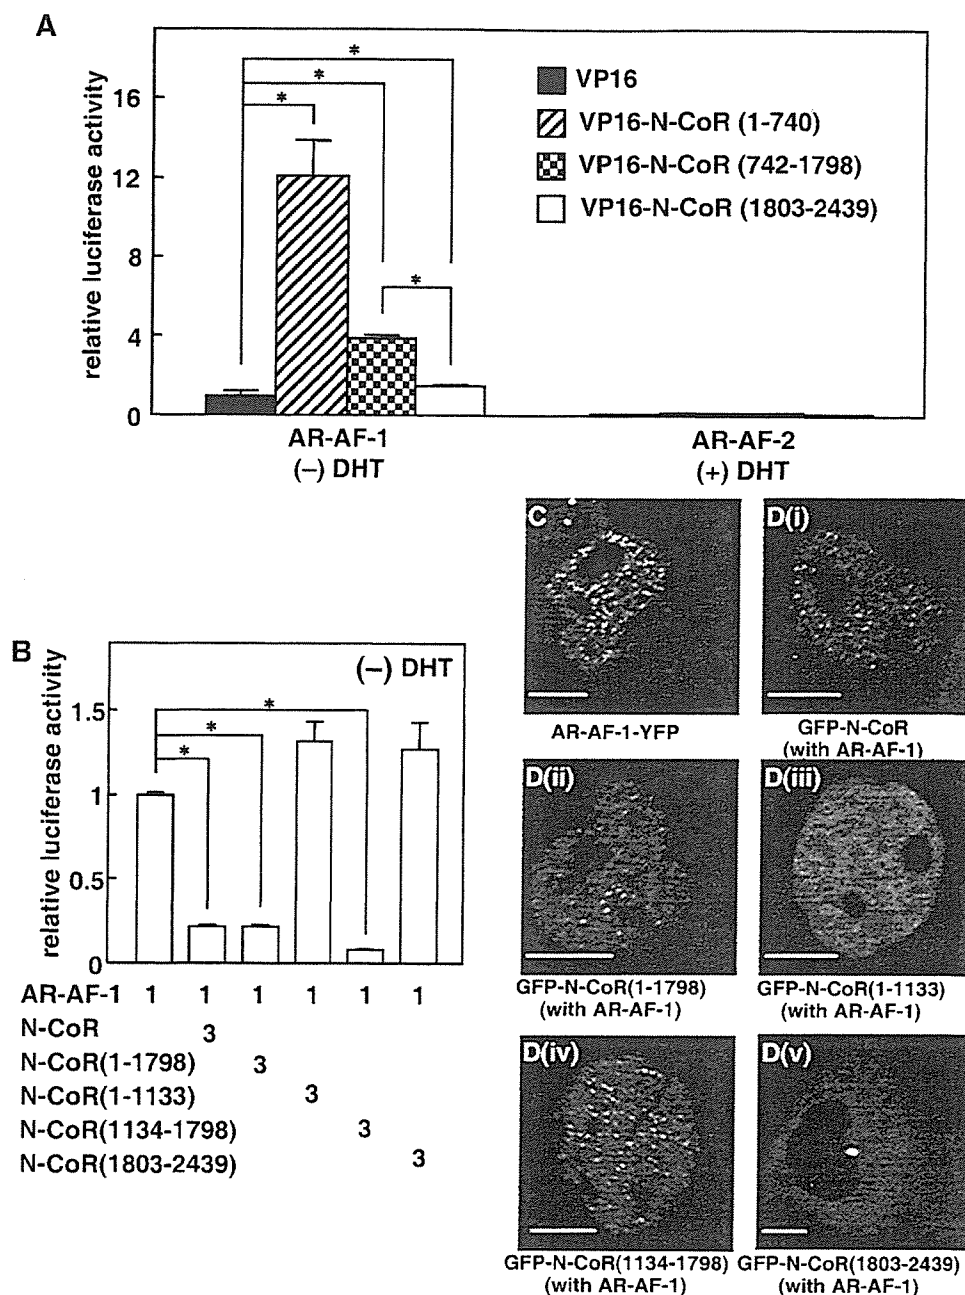 A
relative luciferase activity
16
12
8
4
0
*
*
*
*
VP16
VP16-N-CoR (1-740)
VP16-N-CoR (742-1798)
VP16-N-CoR (1803-2439)
AR-AF-1
(−) DHT
AR-AF-2
(+) DHT
B
relative luciferase activity
(−) DHT
1.5
1
0.5
0
*
*
*
AR-AF-1 1 1 1 1 1 1
N-CoR 3
N-CoR(1-1798) 3
N-CoR(1-1133) 3
N-CoR(1134-1798) 3
N-CoR(1803-2439) 3
C
AR-AF-1-YFP
D(i)
GFP-N-CoR
(with AR-AF-1)
D(ii)
GFP-N-CoR(1-1798)
(with AR-AF-1)
D(iii)
GFP-N-CoR(1-1133)
(with AR-AF-1)
D(iv)
GFP-N-CoR(1134-1798)
(with AR-AF-1)
D(v)
GFP-N-CoR(1803-2439)
(with AR-AF-1)